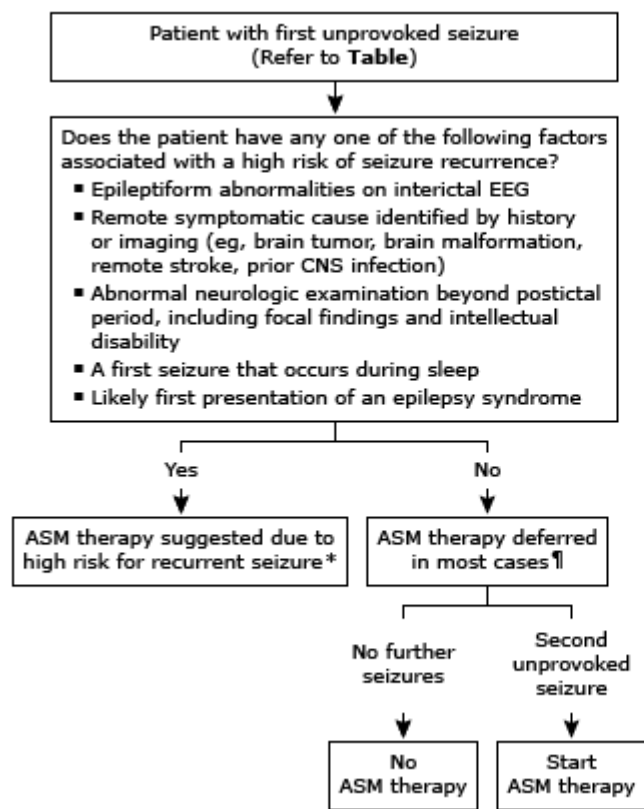 Patient with first unprovoked seizure
(Refer to Table)
Does the patient have any one of the following factors
associated with a high risk of seizure recurrence?
▪ Epileptiform abnormalities on interictal EEG
▪ Remote symptomatic cause identified by history
or imaging (eg, brain tumor, brain malformation,
remote stroke, prior CNS infection)
▪ Abnormal neurologic examination beyond postictal
period, including focal findings and intellectual
disability
▪ A first seizure that occurs during sleep
▪ Likely first presentation of an epilepsy syndrome
Yes
No
ASM therapy suggested due to
high risk for recurrent seizure*
ASM therapy deferred
in most cases¶
No further
seizures
Second
unprovoked
seizure
No
ASM therapy
Start
ASM therapy